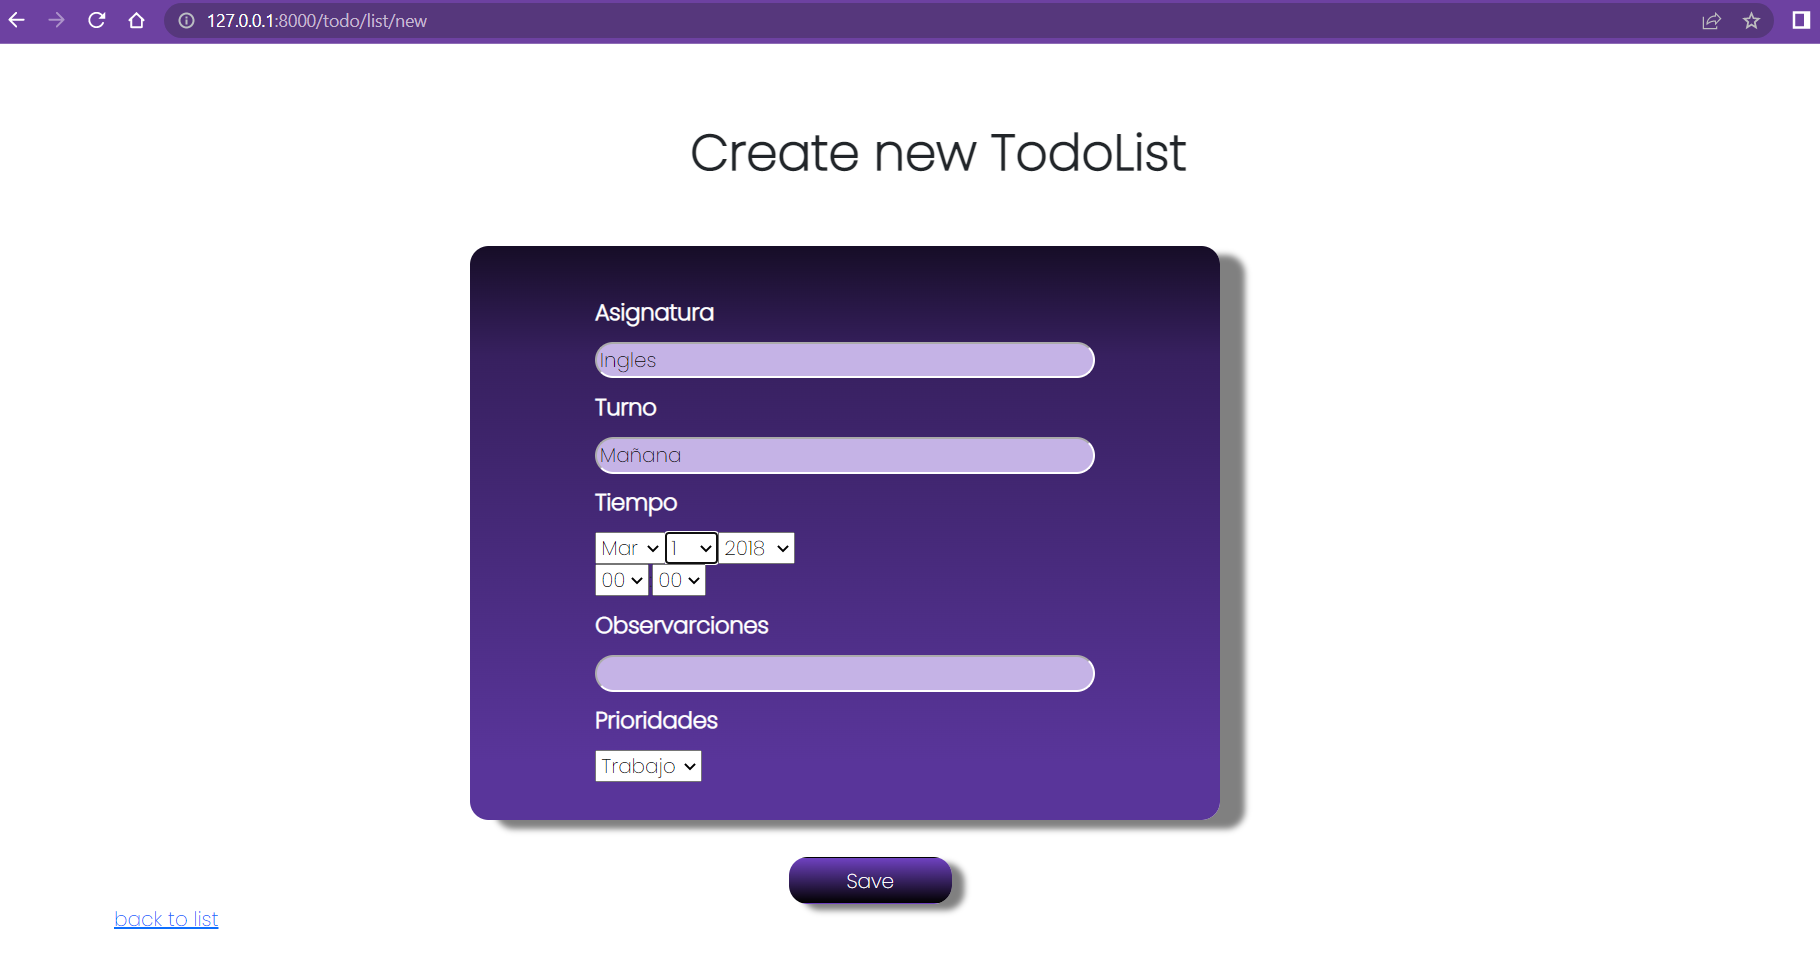 127.0.0.1:8000/todo/list/new
Create new TodoList
Asignatura
Ingles
Turno
Mañana
Tiempo
Mar 1 2018
00 00
Observarciones
Prioridades
Trabajo
Save
back to list